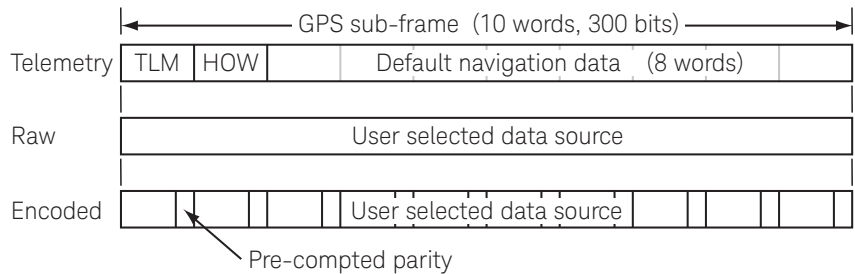 GPS sub-frame (10 words, 300 bits)
Telemetry TLM HOW Default navigation data (8 words)
Raw User selected data source
Encoded User selected data source
Pre-compted parity